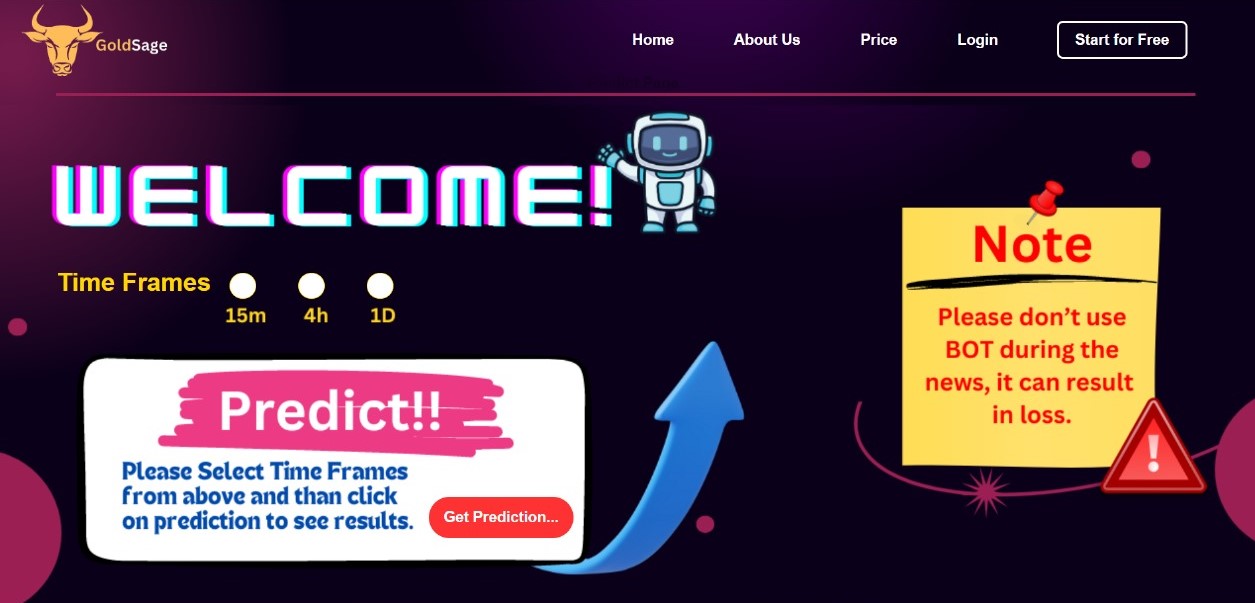 GoldSage
Home About Us Price Login Start for Free
WELCOME!
Time Frames
15m 4h 1D
Predict!!
Please Select Time Frames
from above and than click
on prediction to see results.
Get Prediction...
Note
Please don’t use
BOT during the
news, it can result
in loss.